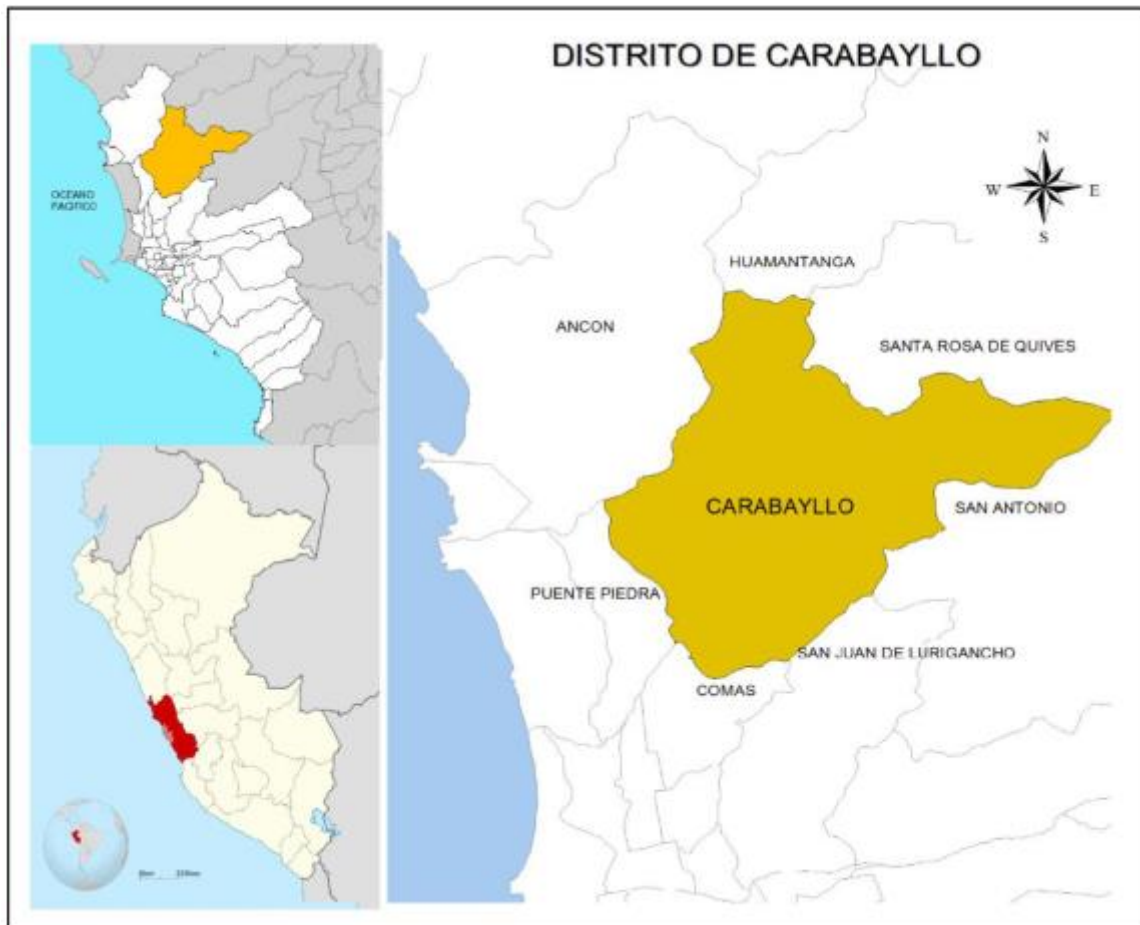 DISTRITO DE CARABAYLLO
N
W E
S
OCEANO
PACIFICO
HUAMANTANGA
ANCON
SANTA ROSA DE QUIVES
CARABAYLLO
SAN ANTONIO
PUENTE PIEDRA
SAN JUAN DE LURIGANCHO
COMAS